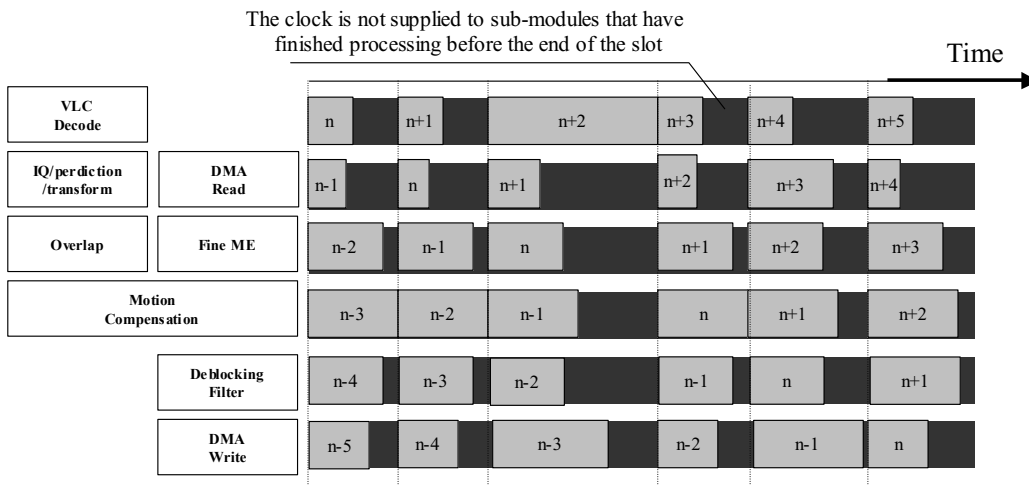 The clock is not supplied to sub-modules that have
finished processing before the end of the slot
Time
VLC
Decode
n
n+1
n+2
n+3
n+4
n+5
IQ/perdiction
/transform
DMA
Read
n-1
n
n+1
n+2
n+3
n+4
Overlap
Fine ME
n-2
n-1
n
n+1
n+2
n+3
Motion
Compensation
n-3
n-2
n-1
n
n+1
n+2
Deblocking
Filter
n-4
n-3
n-2
n-1
n
n+1
DMA
Write
n-5
n-4
n-3
n-2
n-1
n